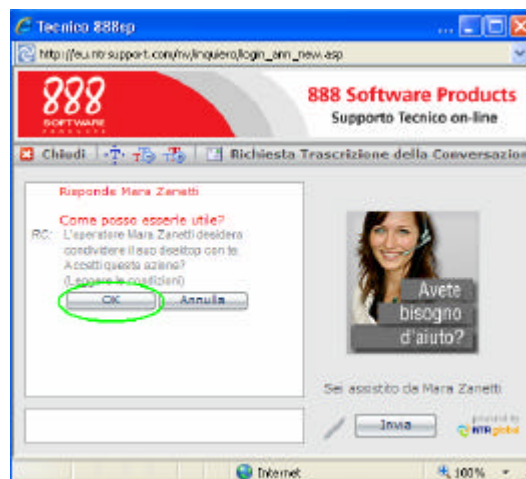 Tecnico 888sp
http://eu.ntrsupport.com/nv/inquiero/login_ann_new.asp
888
SOFTWARE
PRODUCTS
888 Software Products
Supporto Tecnico on-line
Chiudi
Richiesta Trascrizione della Conversazion
Risponde Mara Zanetti
Come posso esserle utile?
RC: L'operatore Mara Zanetti desidera
condividere il suo desktop con te.
Accetti questa azione?
(Leggere le condizioni)
OK Annulla
Avete
bisogno
d'aiuto?
Sei assistito da Mara Zanetti
Invia
powered by
NTRglobal
Internet
100%